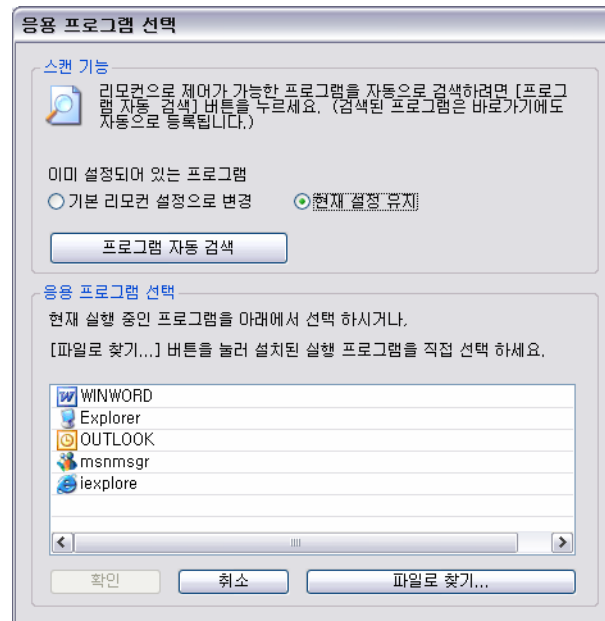 응용 프로그램 선택
스캔 기능
리모컨으로 제어가 가능한 프로그램을 자동으로 검색하려면 [프로그
램 자동 검색] 버튼을 누르세요. (검색된 프로그램은 바로가기에도
자동으로 등록됩니다.)
이미 설정되어 있는 프로그램
기본 리모컨 설정으로 변경 현재 설정 유지
프로그램 자동 검색
응용 프로그램 선택
현재 실행 중인 프로그램을 아래에서 선택 하시거나,
[파일로 찾기...] 버튼을 눌러 설치된 실행 프로그램을 직접 선택 하세요.
WINWORD
Explorer
OUTLOOK
msnmsgr
iexplore
확인 취소 파일로 찾기...